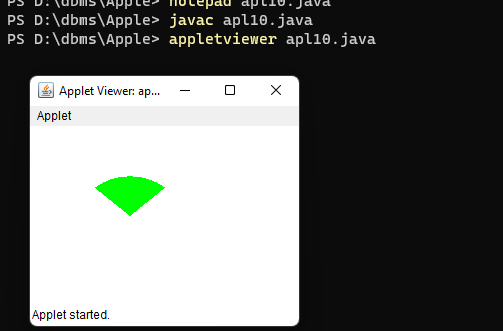 PS D:\dbms\Apple> notepad apl10.java
PS D:\dbms\Apple> javac apl10.java
PS D:\dbms\Apple> appletviewer apl10.java
Applet Viewer: ap...
Applet
Applet started.